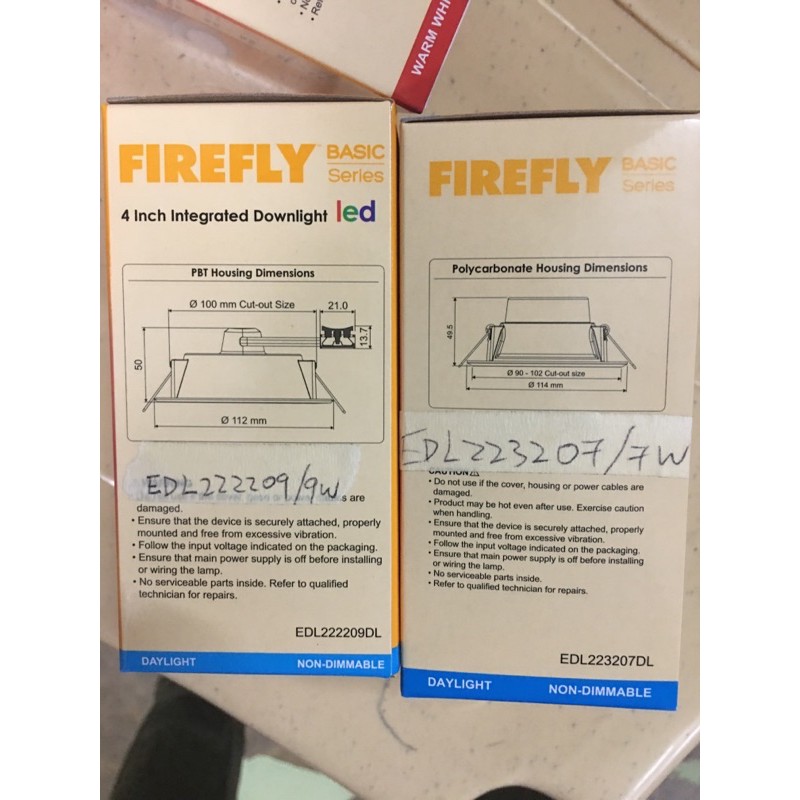 • Re
WARM WHI
FIREFLY™ BASIC Series
4 Inch Integrated Downlight led
PBT Housing Dimensions
Ø 100 mm Cut-out Size
21.0
13.7
50
Ø 112 mm
EDL222209/9W
s are
damaged.
• Ensure that the device is securely attached, properly
mounted and free from excessive vibration.
• Follow the input voltage indicated on the packaging.
• Ensure that main power supply is off before installing
or wiring the lamp.
• No serviceable parts inside. Refer to qualified
technician for repairs.
EDL222209DL
DAYLIGHT NON-DIMMABLE
FIREFLY BASIC Series
Polycarbonate Housing Dimensions
49.5
Ø 90 - 102 Cut-out size
Ø 114 mm
EDL223207/7W
CAUTION
• Do not use if the cover, housing or power cables are
damaged.
• Product may be hot even after use. Exercise caution
when handling.
• Ensure that the device is securely attached, properly
mounted and free from excessive vibration.
• Follow the input voltage indicated on the packaging.
• Ensure that main power supply is off before installing
or wiring the lamp.
• No serviceable parts inside.
• Refer to qualified technician for repairs.
EDL223207DL
DAYLIGHT NON-DIMMABLE